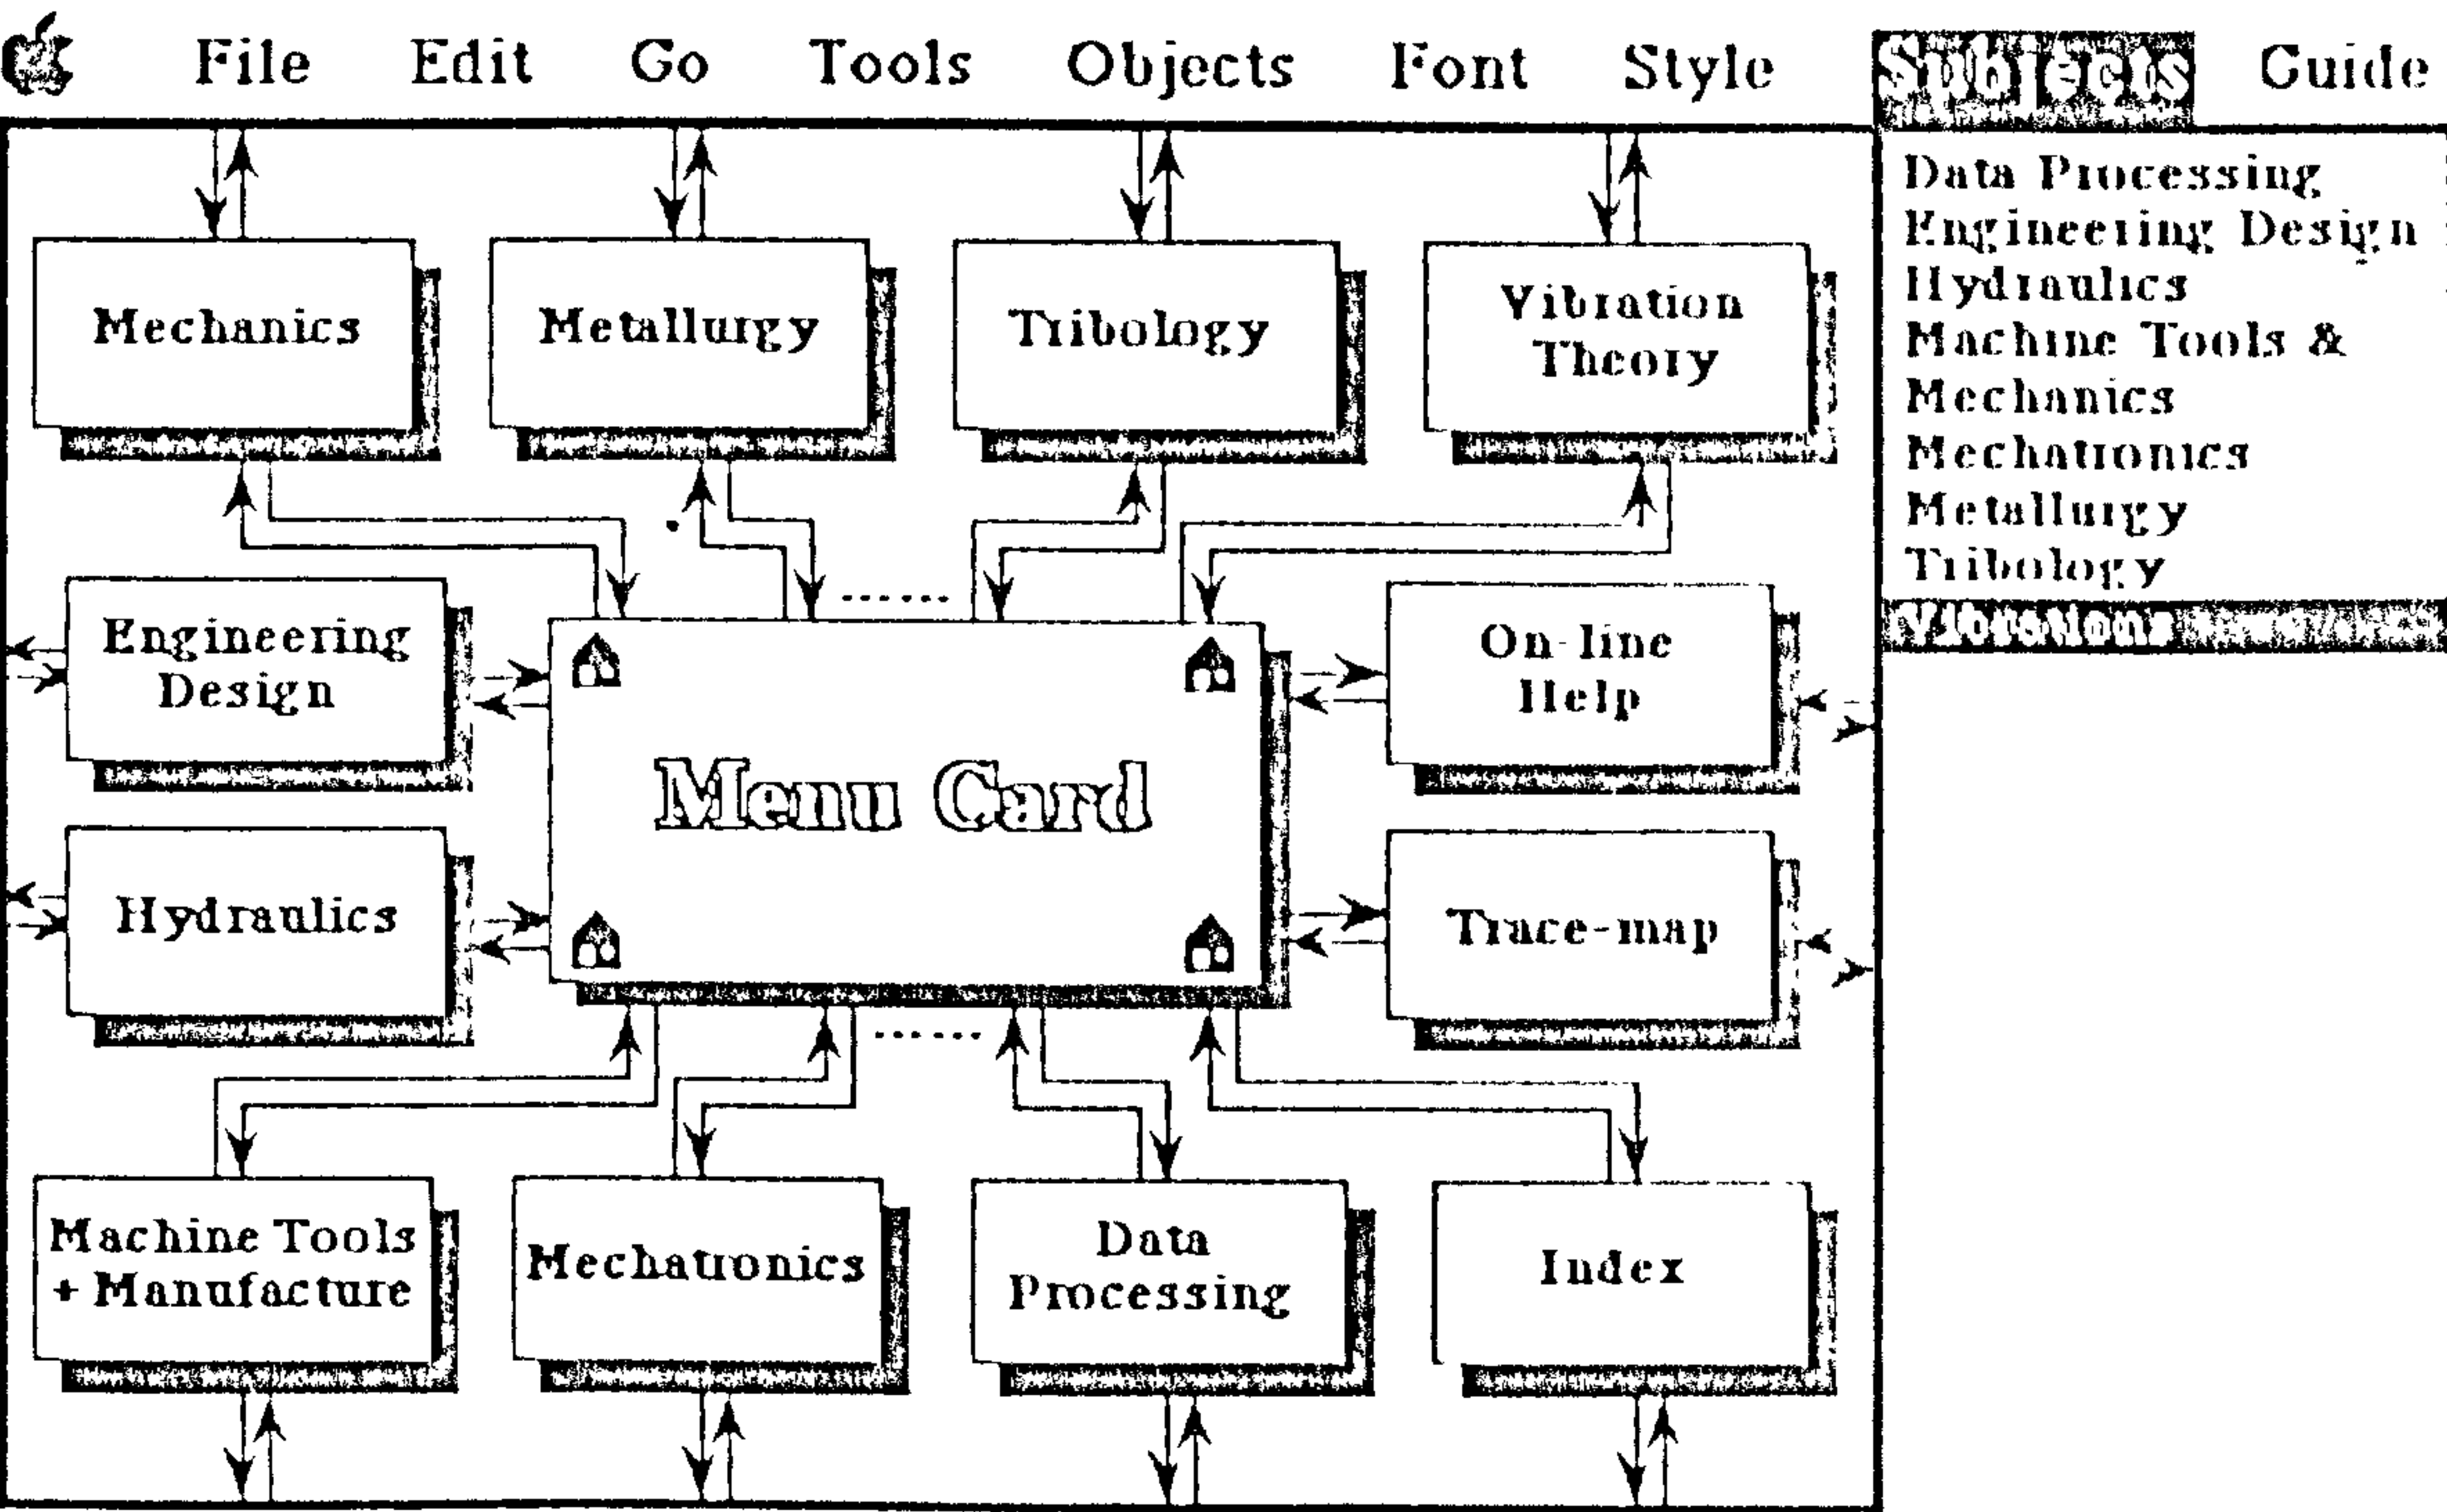 File Edit Go Tools Objects Font Style Subjects Guide
Data Processing
Engineering Design
Hydraulics
Machine Tools &
Mechanics
Mechatronics
Metallurgy
Tribology
Vibrations
Mechanics
Metallurgy
Tribology
Vibration
Theory
Engineering
Design
On-line
Help
Menu Card
Hydraulics
Trace-map
Machine Tools
+ Manufacture
Mechatronics
Data
Processing
Index